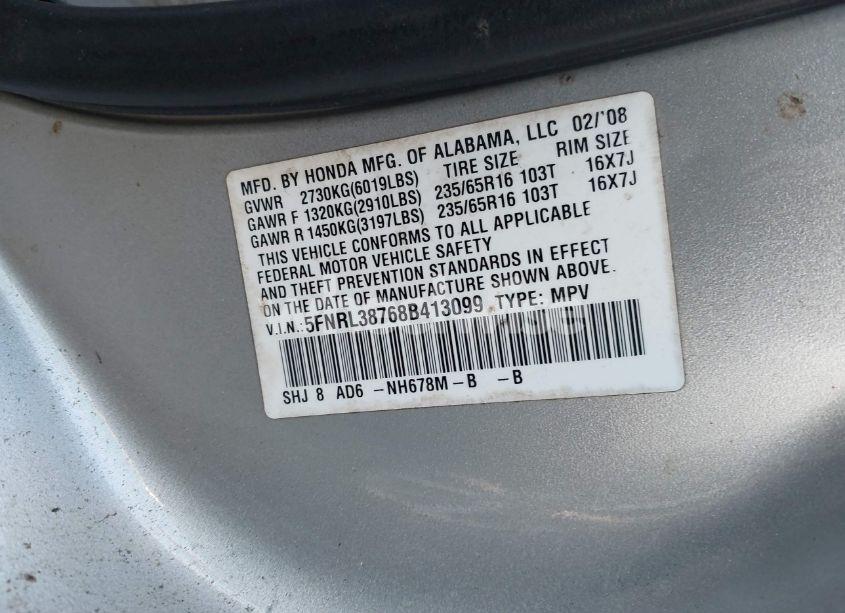 MFD. BY HONDA MFG. OF ALABAMA, LLC 02/'08
GVWR 2730KG(6019LBS) TIRE SIZE RIM SIZE
GAWR F 1320KG(2910LBS) 235/65R16 103T 16X7J
GAWR R 1450KG(3197LBS) 235/65R16 103T 16X7J
THIS VEHICLE CONFORMS TO ALL APPLICABLE
FEDERAL MOTOR VEHICLE SAFETY
AND THEFT PREVENTION STANDARDS IN EFFECT
ON THE DATE OF MANUFACTURE SHOWN ABOVE.
V.I.N.:5FNRL38768B413099 TYPE: MPV
SHJ 8 AD6 -NH678M-B -B